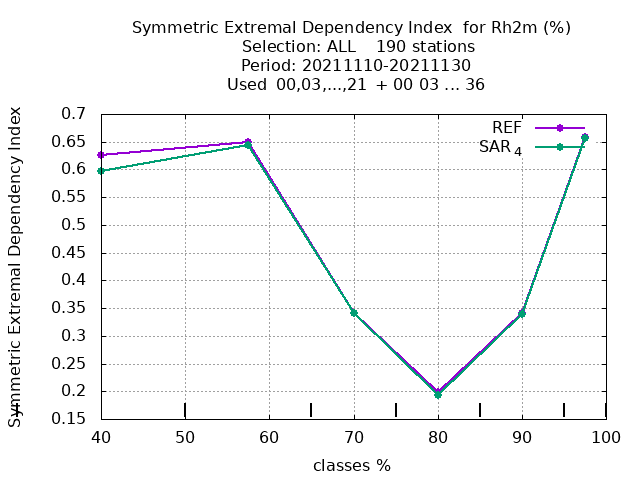 Symmetric Extremal Dependency Index for Rh2m (%)
Selection: ALL 190 stations
Period: 20211110-20211130
Used 00,03,...,21 + 00 03 ... 36
Symmetric Extremal Dependency Index
0.7
0.65
0.6
0.55
0.5
0.45
0.4
0.35
0.3
0.25
0.2
0.15
REF
SAR 4
40 50 60 70 80 90 100
classes %